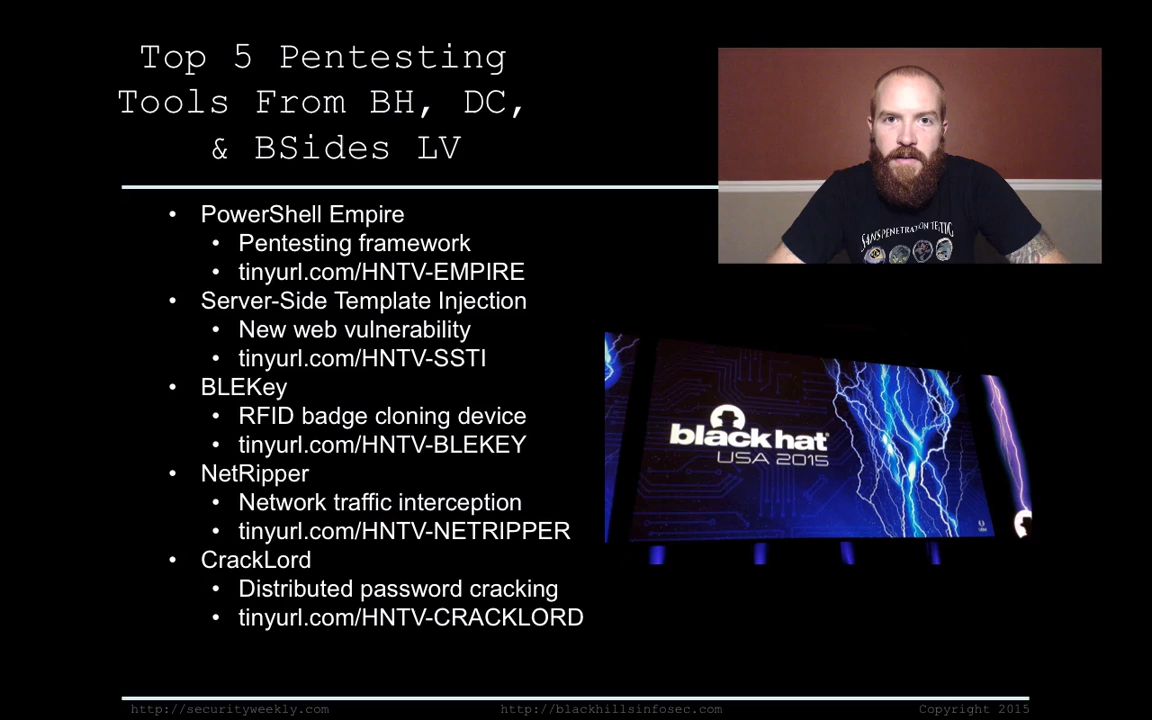 Top 5 Pentesting
Tools From BH, DC,
& BSides LV
• PowerShell Empire
• Pentesting framework
• tinyurl.com/HNTV-EMPIRE
• Server-Side Template Injection
• New web vulnerability
• tinyurl.com/HNTV-SSTI
• BLEKey
• RFID badge cloning device
• tinyurl.com/HNTV-BLEKEY
• NetRipper
• Network traffic interception
• tinyurl.com/HNTV-NETRIPPER
• CrackLord
• Distributed password cracking
• tinyurl.com/HNTV-CRACKLORD
SANS PENETRATION TESTING
black hat®
USA 2015
http://securityweekly.com
http://blackhillsinfosec.com
Copyright 2015